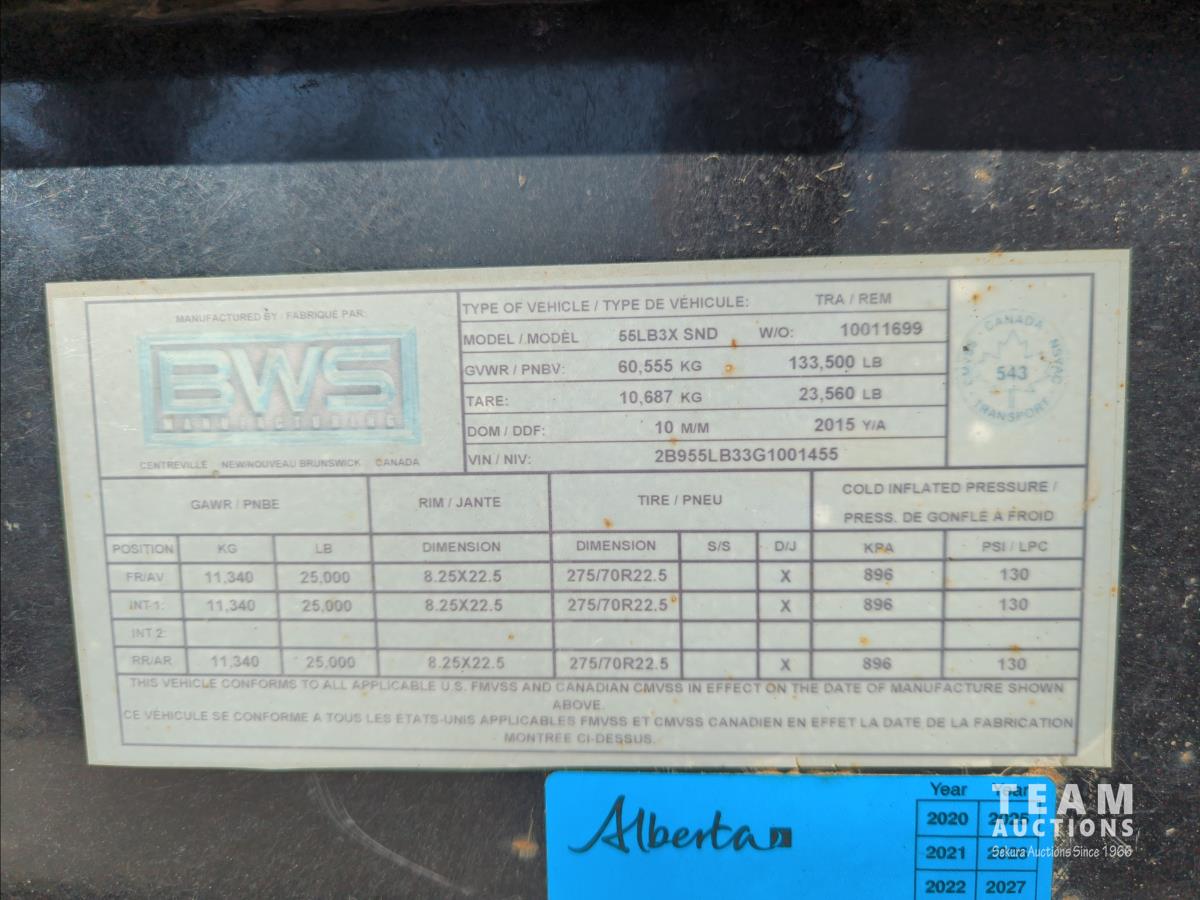 MANUFACTURED BY / FABRIQUE PAR:
BWS
MANUFACTURING
CENTREVILLE NEW/NOUVEAU BRUNSWICK CANADA
TYPE OF VEHICLE / TYPE DE VÉHICULE: TRA / REM
MODEL / MODÈL 55LB3X SND W/O: 10011699
GVWR / PNBV: 60,555 KG 133,500 LB
TARE: 10,687 KG 23,560 LB
DOM / DDF: 10 M/M 2015 Y/A
VIN / NIV: 2B955LB33G1001455
CANADA
CMVSS 543 NSVAC
TRANSPORT
GAWR / PNBE RIM / JANTE TIRE / PNEU COLD INFLATED PRESSURE /
PRESS. DE GONFLE A FROID
POSITION KG LB DIMENSION DIMENSION S/S D/J KPA PSI / LPC
FR/AV 11,340 25,000 8.25X22.5 275/70R22.5 X 896 130
INT-1: 11,340 25,000 8.25X22.5 275/70R22.5 X 896 130
INT 2:
RR/AR 11,340 25,000 8.25X22.5 275/70R22.5 X 896 130
THIS VEHICLE CONFORMS TO ALL APPLICABLE U.S. FMVSS AND CANADIAN CMVSS IN EFFECT ON THE DATE OF MANUFACTURE SHOWN
ABOVE.
CE VÉHICULE SE CONFORME A TOUS LES ETATS-UNIS APPLICABLES FMVSS ET CMVSS CANADIEN EN EFFET LA DATE DE LA FABRICATION
MONTREE CI-DESSUS.
Alberta
Year Year
2020 2025
2021
2022 2027
TEAM
AUCTIONS
Sekura Auctions Since 1966